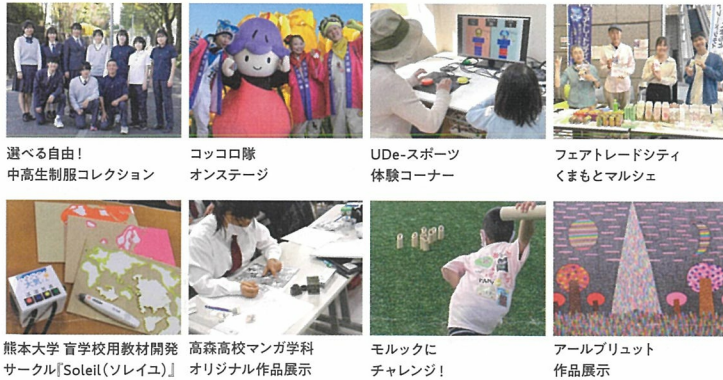 選べる自由！
中高生制服コレクション
コッコロ隊
オンステージ
UDe-スポーツ
体験コーナー
フェアトレードシティ
くまもとマルシェ
熊本大学 盲学校用教材開発
サークル『Soleil（ソレイユ）』
高森高校マンガ学科
オリジナル作品展示
モルックに
チャレンジ！
アールブリュット
作品展示